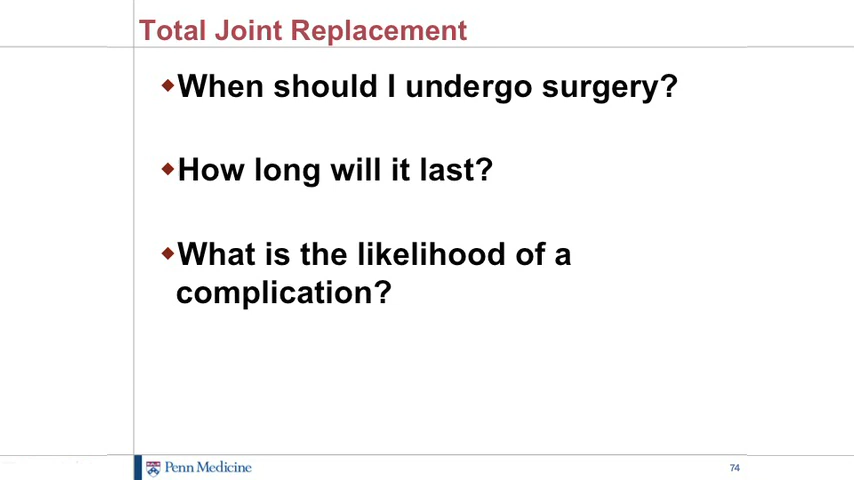 Total Joint Replacement
When should I undergo surgery?
How long will it last?
What is the likelihood of a
complication?
Penn Medicine
74